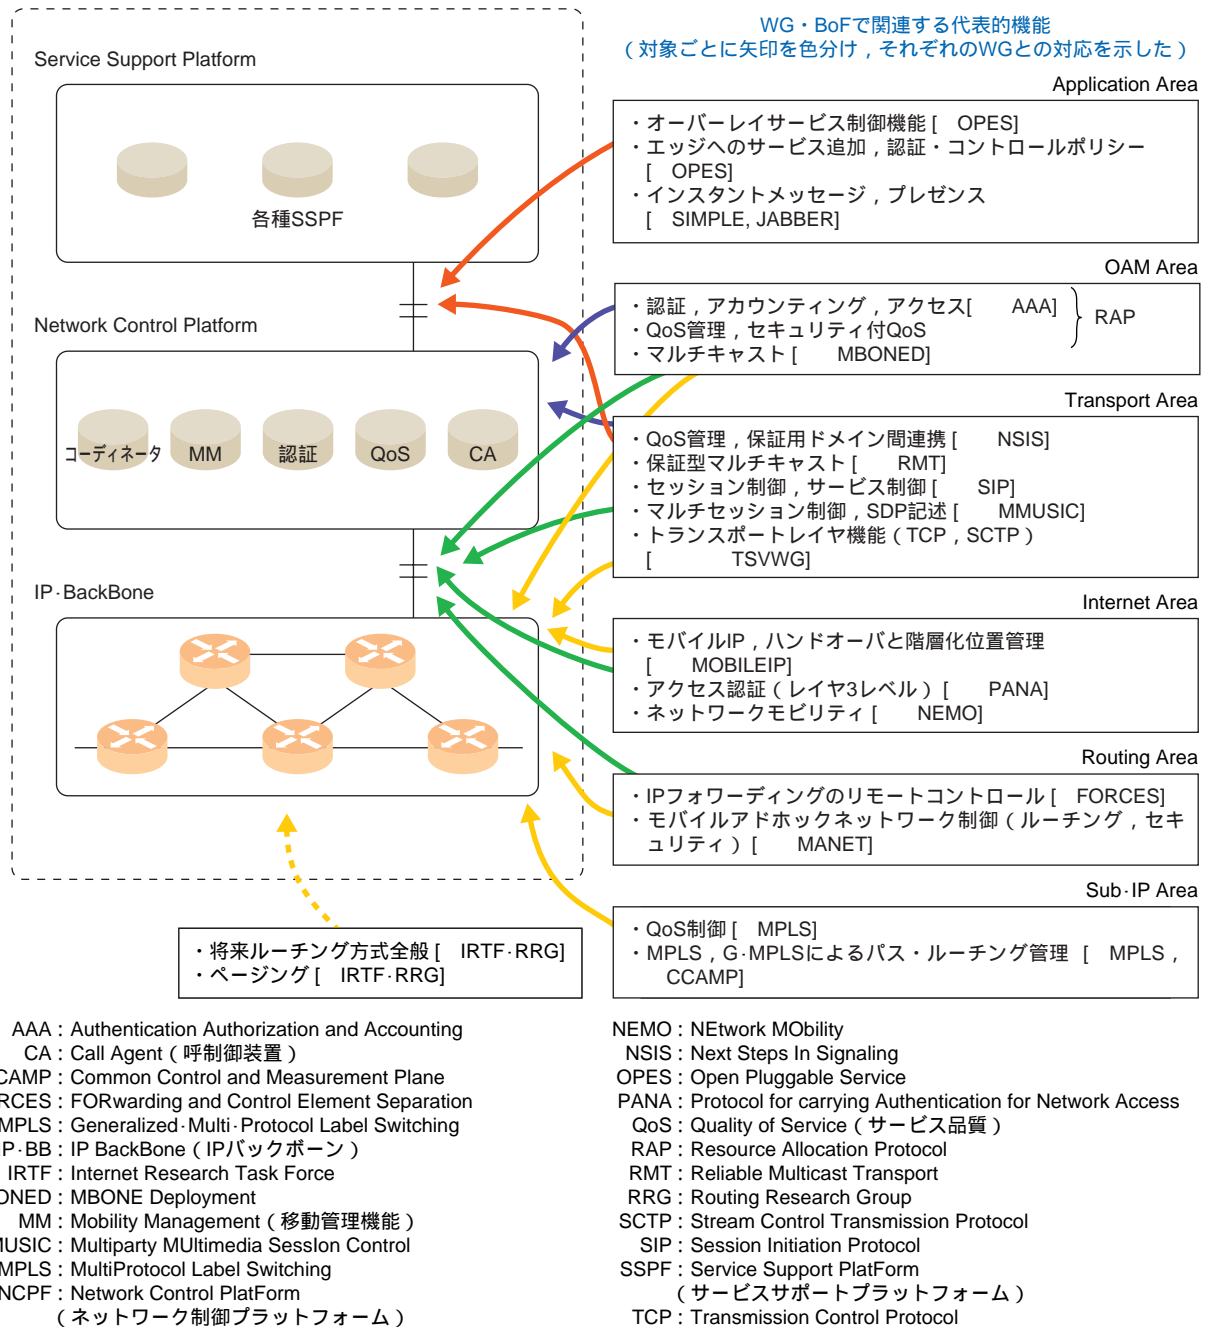 WG・BoFで関連する代表的機能
（対象ごとに矢印を色分け，それぞれのWGとの対応を示した）
Service Support Platform
各種SSPF
Network Control Platform
コーディネータ
MM
認証
QoS
CA
IP·BackBone
Application Area
・オーバーレイサービス制御機能 [ OPES]
・エッジへのサービス追加，認証・コントロールポリシー
[ OPES]
・インスタントメッセージ，プレゼンス
[ SIMPLE, JABBER]
OAM Area
・認証，アカウンティング，アクセス[ AAA]
・QoS管理，セキュリティ付QoS
・マルチキャスト [ MBONED]
RAP
Transport Area
・QoS管理，保証用ドメイン間連携 [ NSIS]
・保証型マルチキャスト [ RMT]
・セッション制御，サービス制御 [ SIP]
・マルチセッション制御，SDP記述 [ MMUSIC]
・トランスポートレイヤ機能（TCP，SCTP）
[ TSVWG]
Internet Area
・モバイルIP，ハンドオーバと階層化位置管理
[ MOBILEIP]
・アクセス認証（レイヤ3レベル）[ PANA]
・ネットワークモビリティ [ NEMO]
Routing Area
・IPフォワーディングのリモートコントロール [ FORCES]
・モバイルアドホックネットワーク制御（ルーチング，セキ
ュリティ）[ MANET]
Sub·IP Area
・QoS制御 [ MPLS]
・MPLS，G·MPLSによるパス・ルーチング管理 [ MPLS，
CCAMP]
・将来ルーチング方式全般 [ IRTF·RRG]
・ページング [ IRTF·RRG]
AAA：Authentication Authorization and Accounting
CA：Call Agent（呼制御装置）
CAMP：Common Control and Measurement Plane
RCES：FORwarding and Control Element Separation
MPLS：Generalized·Multi·Protocol Label Switching
IP·BB：IP BackBone（IPバックボーン）
IRTF：Internet Research Task Force
ONED：MBONE Deployment
MM：Mobility Management（移動管理機能）
MUSIC：Multiparty MUltimedia SessIon Control
MPLS：MultiProtocol Label Switching
NCPF：Network Control PlatForm
（ネットワーク制御プラットフォーム）
NEMO：NEtwork MObility
NSIS：Next Steps In Signaling
OPES：Open Pluggable Service
PANA：Protocol for carrying Authentication for Network Access
QoS：Quality of Service（サービス品質）
RAP：Resource Allocation Protocol
RMT：Reliable Multicast Transport
RRG：Routing Research Group
SCTP：Stream Control Transmission Protocol
SIP：Session Initiation Protocol
SSPF：Service Support PlatForm
（サービスサポートプラットフォーム）
TCP：Transmission Control Protocol